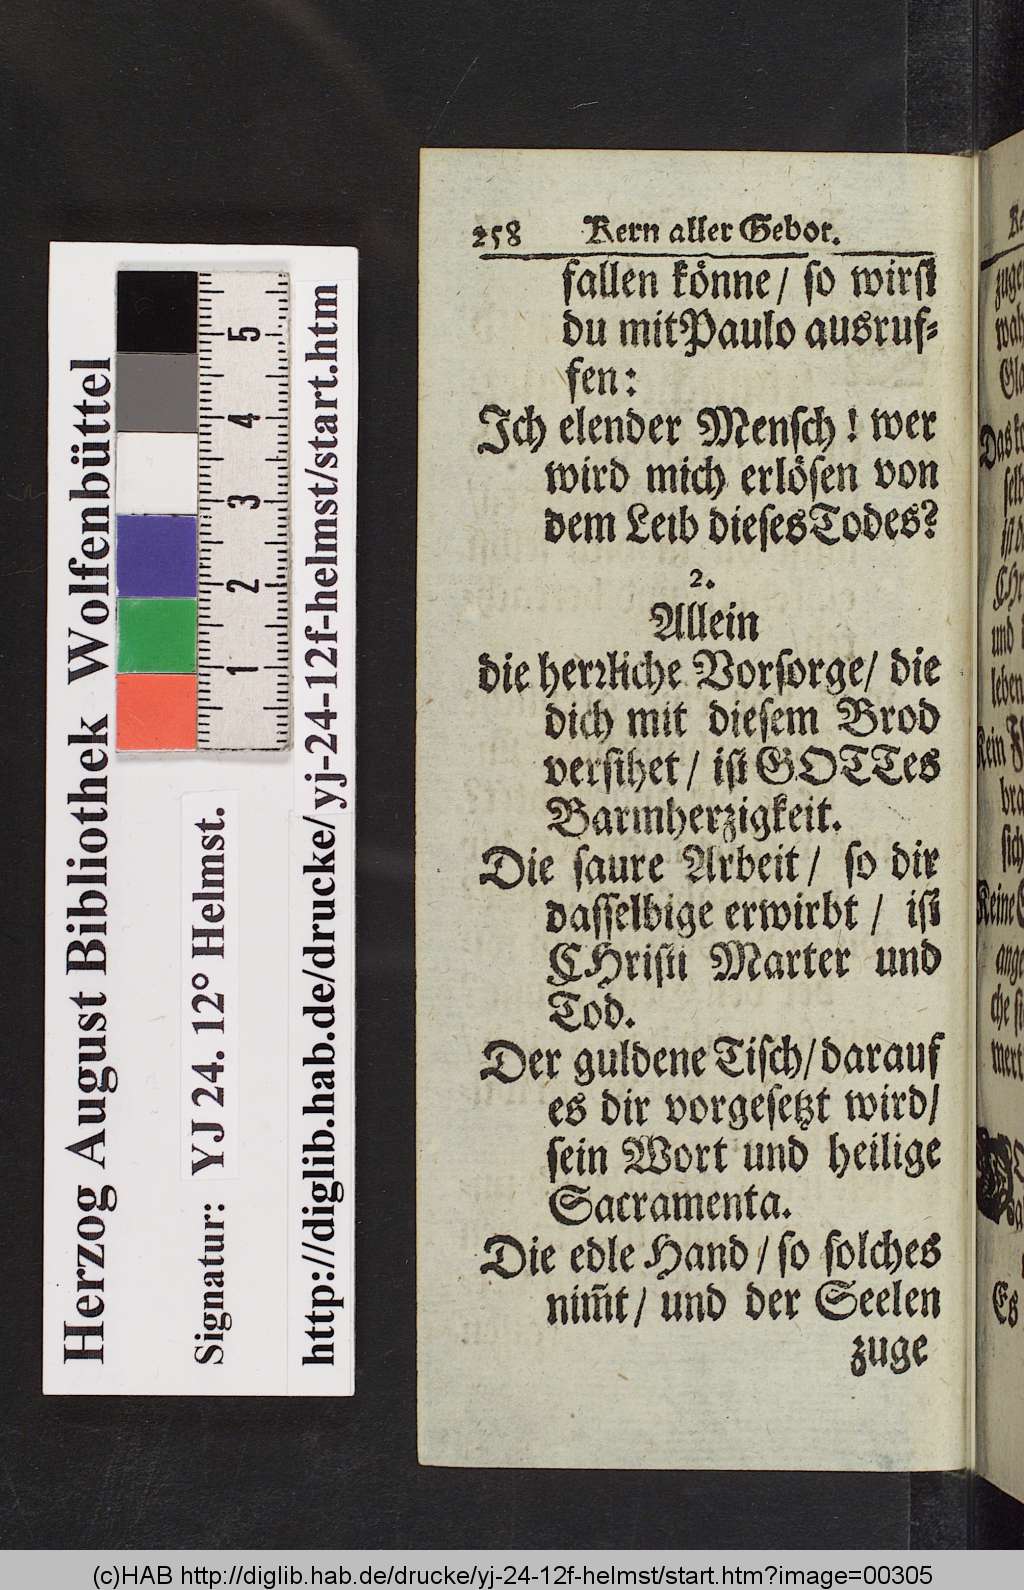 Herzog August Bibliothek Wolfenbüttel
Signatur: YJ 24. 12° Helmst.
http://diglib.hab.de/drucke/yj-24-12f-helmst/start.htm
1 2 3 4 5
258 Kern aller Gebot.
fallen könne / so wirst
du mit Paulo ausruf-
fen:
Ich elender Mensch! wer
wird mich erlösen von
dem Leib dieses Todes?
2.
Allein
die herꝛliche Vorsorge / die
dich mit diesem Brod
versihet / ist GOTTes
Barmherzigkeit.
Die saure Arbeit / so dir
dasselbige erwirbt / ist
CHristi Marter und
Tod.
Der guldene Tisch / darauf
es dir vorgesetzt wird /
sein Wort und heilige
Sacramenta.
Die edle Hand / so solches
nim̃t / und der Seelen
zuge
(c)HAB http://diglib.hab.de/drucke/yj-24-12f-helmst/start.htm?image=00305